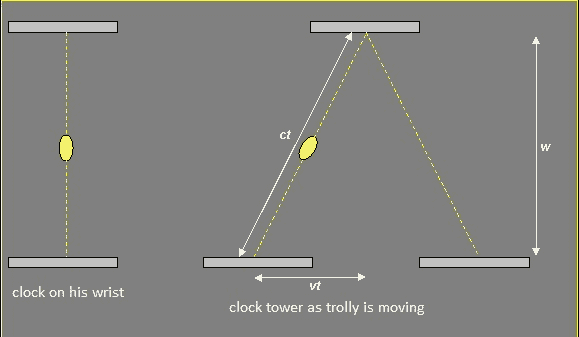 ct
w
vt
clock on his wrist
clock tower as trolly is moving